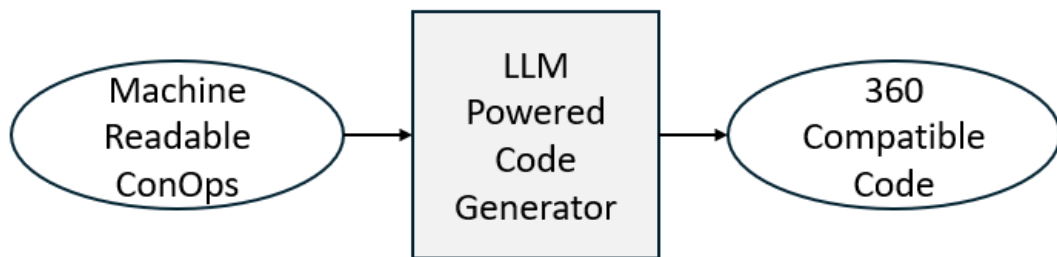 Machine
Readable
ConOps
LLM
Powered
Code
Generator
360
Compatible
Code